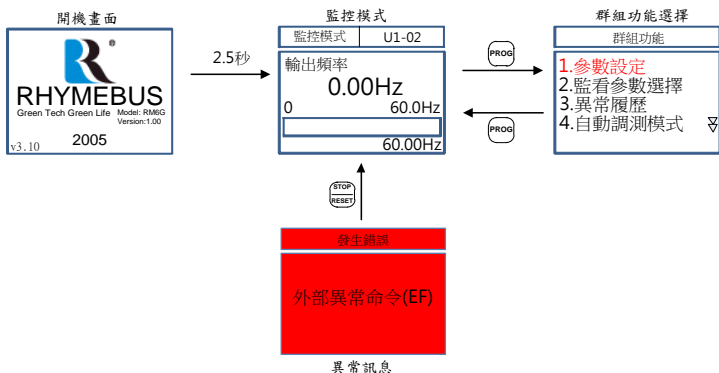 開機畫面
RHYMEBUS
®
Green Tech Green Life
Model: RM6G
Version:1.00
v3.10
2005
2.5秒
監控模式
監控模式 U1-02
輸出頻率
0.00Hz
0 60.0Hz
60.00Hz
PROG
PROG
群組功能選擇
群組功能
1.參數設定
2.監看參數選擇
3.異常履歷
4.自動調測模式
STOP
RESET
發生錯誤
外部異常命令(EF)
異常訊息